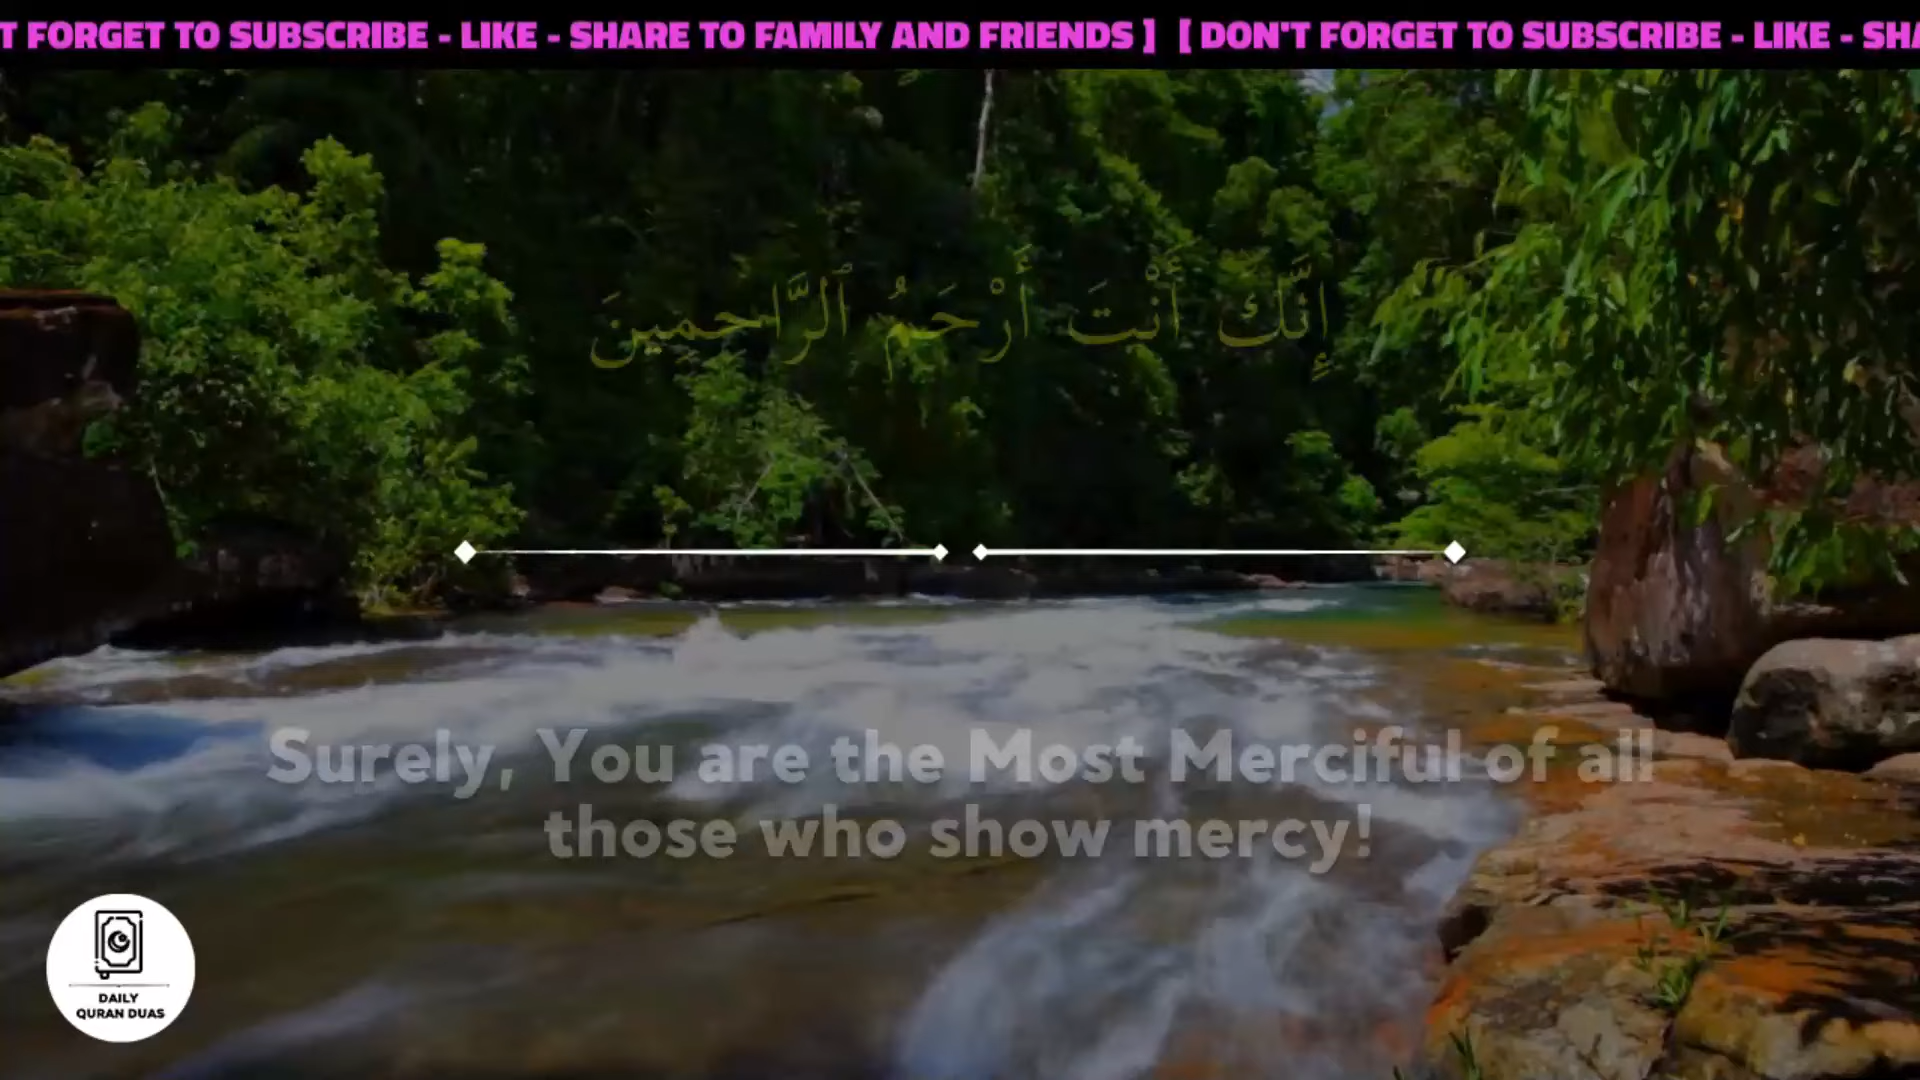 T FORGET TO SUBSCRIBE - LIKE - SHARE TO FAMILY AND FRIENDS ] [ DON'T FORGET TO SUBSCRIBE - LIKE - SHA
إِنَّكَ أَنْتَ أَرْحَمُ ٱلرَّاحِمِينَ
Surely, You are the Most Merciful of all
those who show mercy!
DAILY
QURAN DUAS